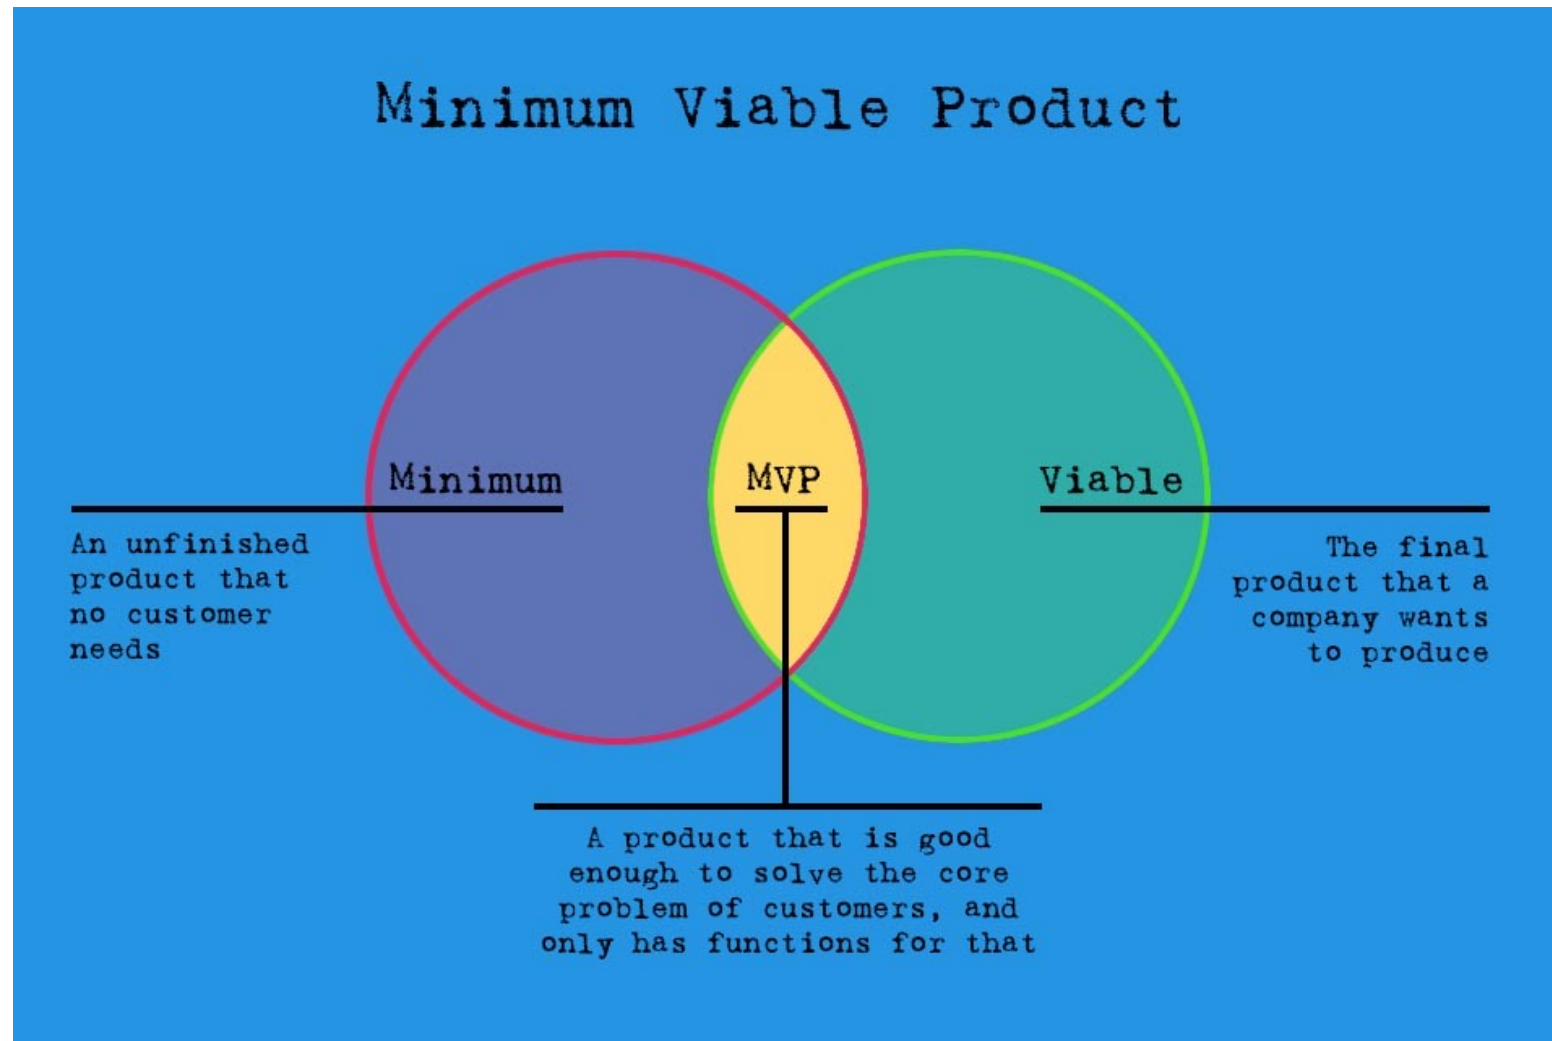 Minimum Viable Product
Minimum
MVP
Viable
An unfinished
product that
no customer
needs
The final
product that a
company wants
to produce
A product that is good
enough to solve the core
problem of customers, and
only has functions for that